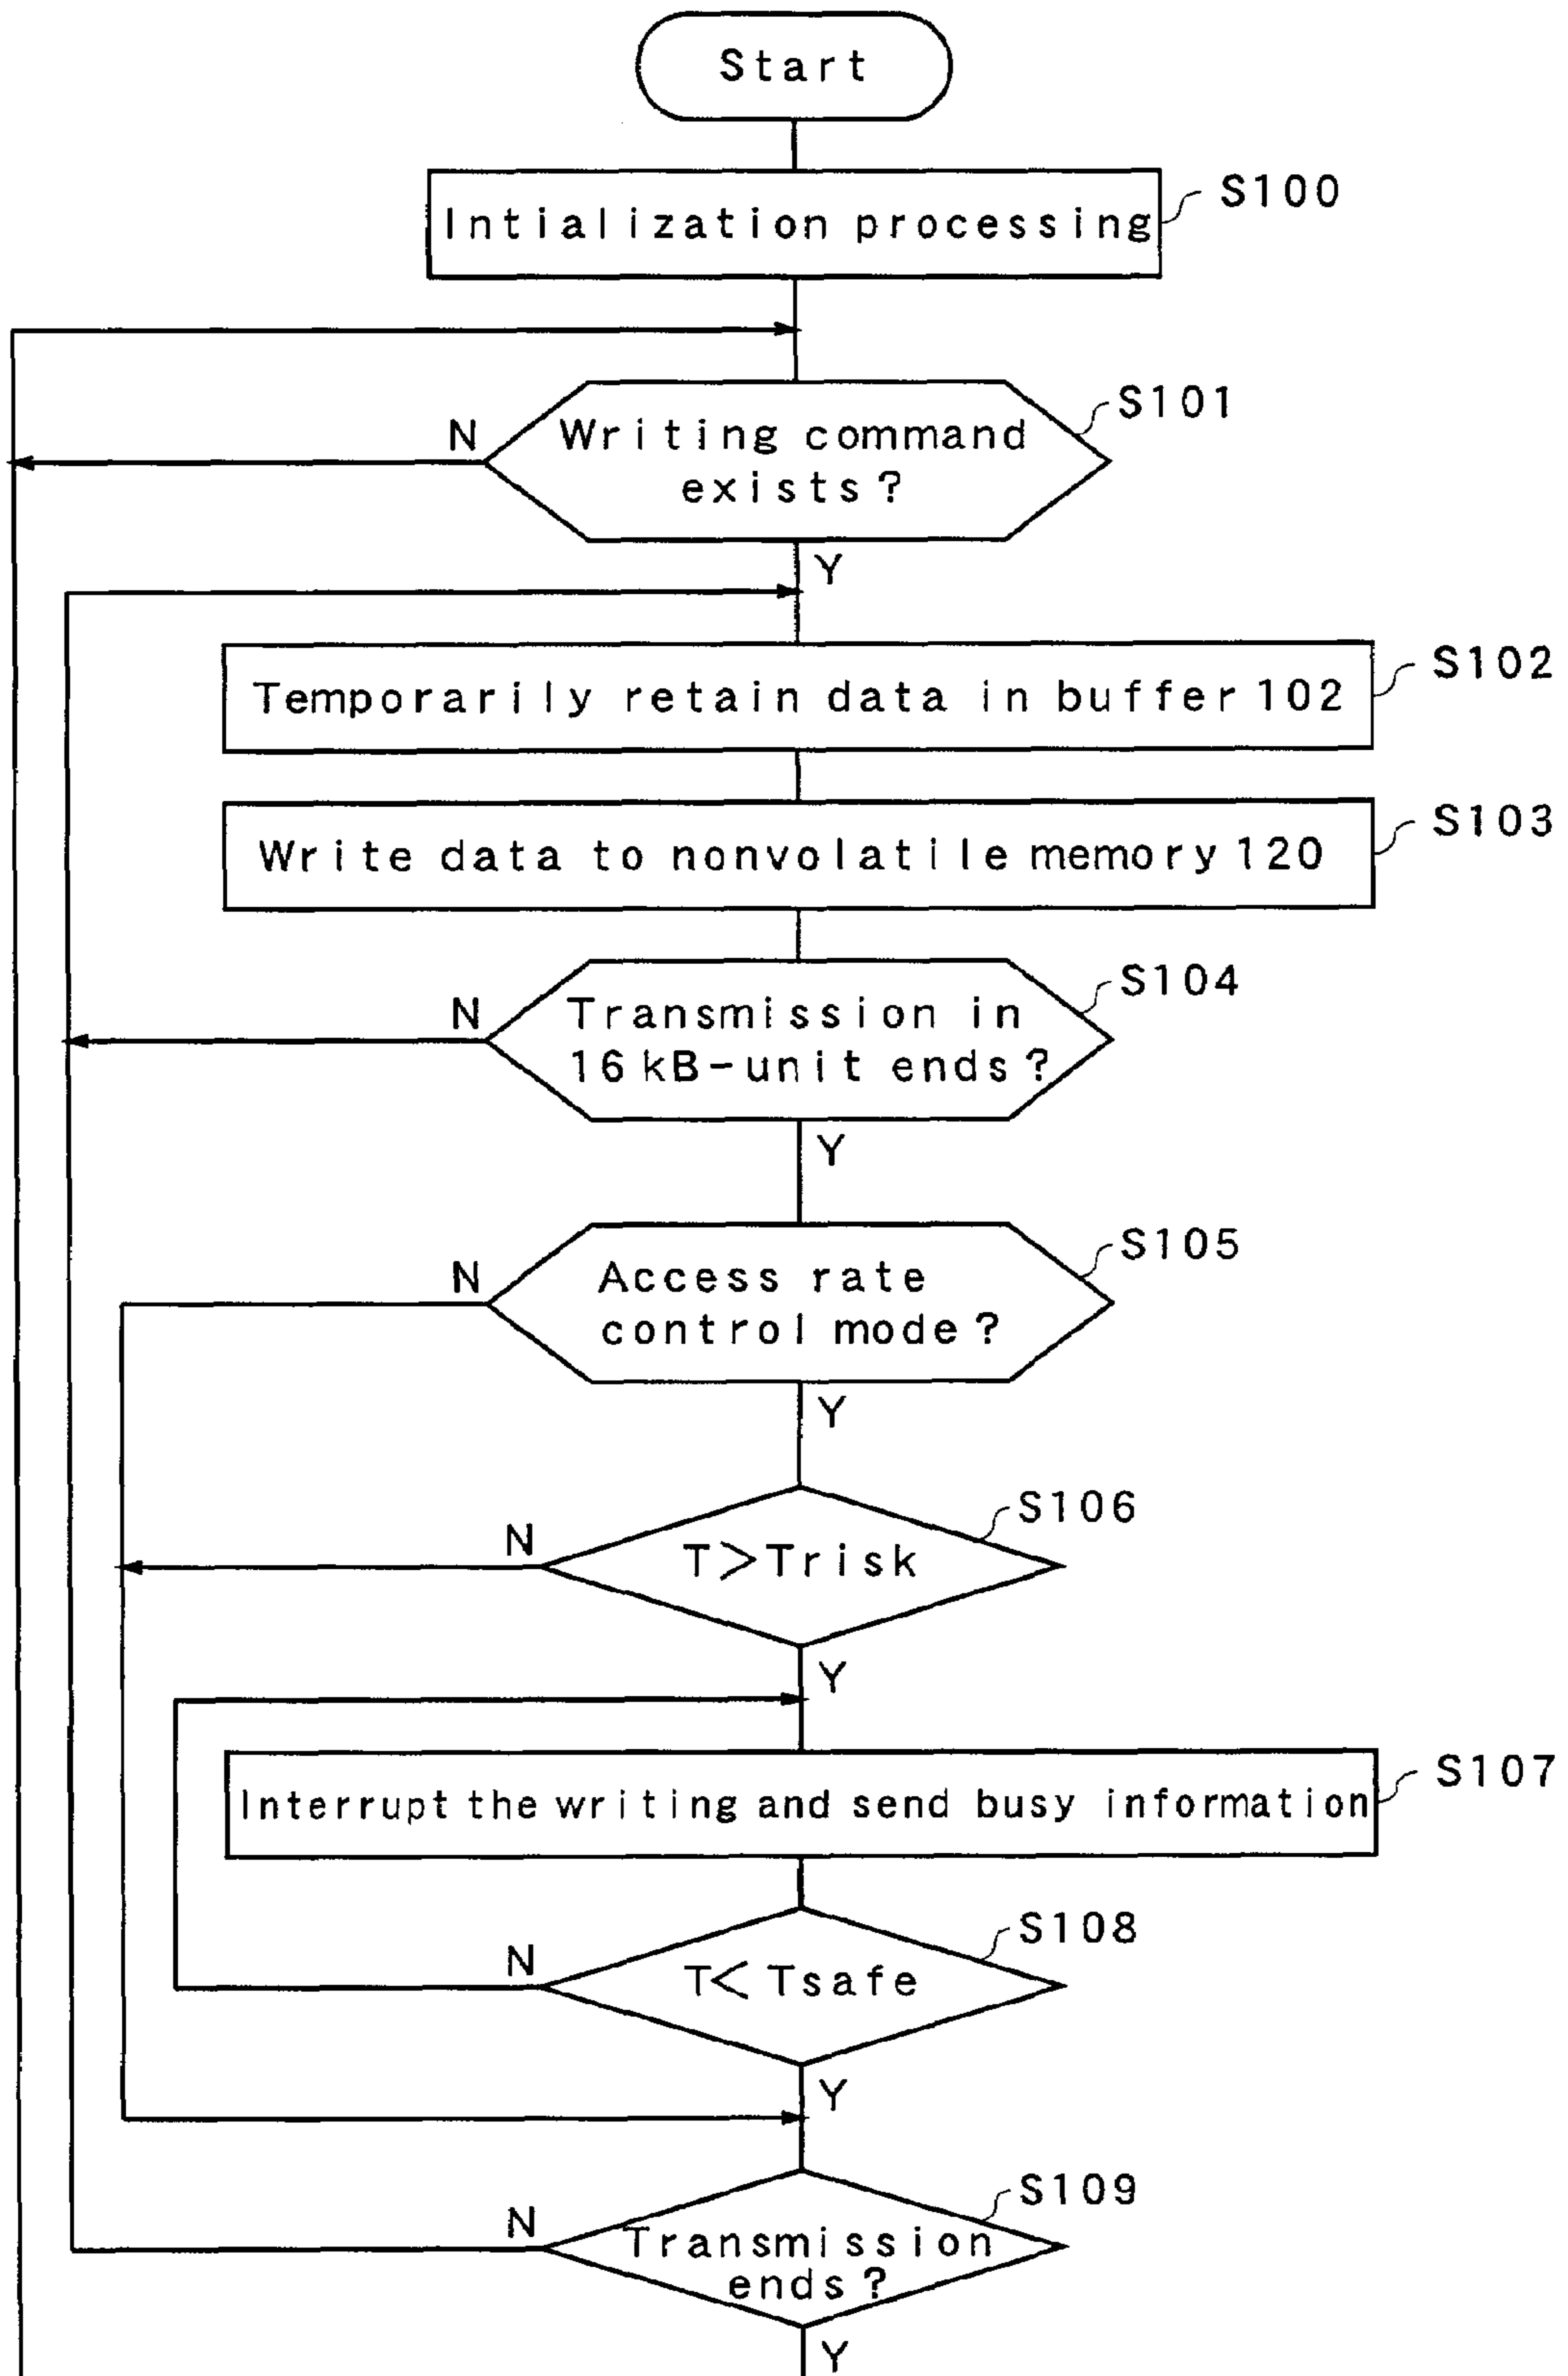 Start
Intialization processing
S100
Writing command
exists?
S101
N
Y
Temporarily retain data in buffer 102
S102
Write data to nonvolatile memory 120
S103
Transmission in
16 kB-unit ends?
S104
N
Y
Access rate
control mode?
S105
N
Y
T>Trisk
S106
N
Y
Interrupt the writing and send busy information
S107
T<Tsafe
S108
N
Y
Transmission
ends?
S109
N
Y